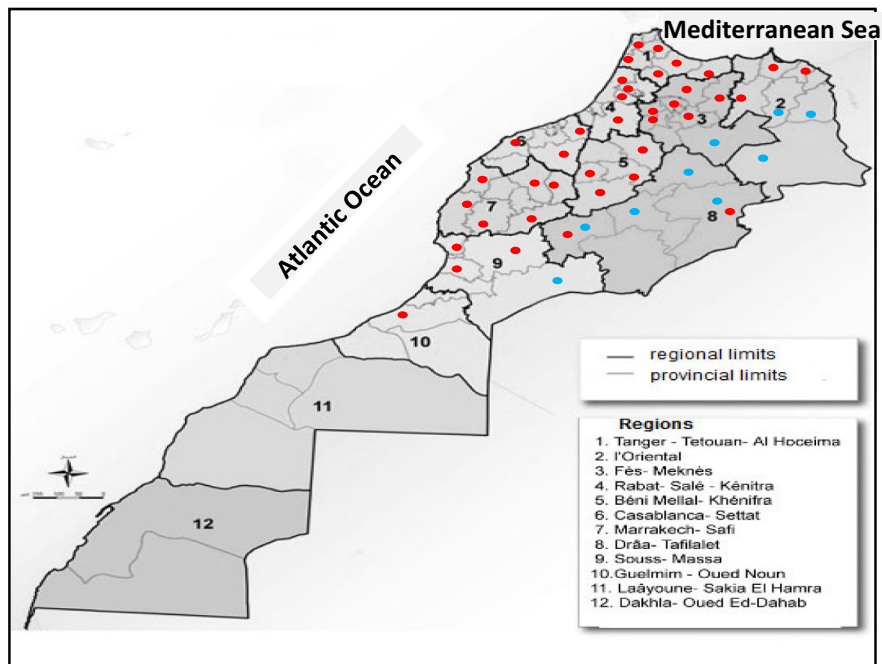 Mediterranean Sea
Atlantic Ocean
1
2
3
4
5
6
7
8
9
10
11
12
regional limits
provincial limits
Regions
1. Tanger - Tetouan- Al Hoceima
2. l'Oriental
3. Fés- Meknés
4. Rabat- Salé - Kénitra
5. Béni Mellal- Khénifra
6. Casablanca- Settat
7. Marrakech- Safi
8. Drâa- Tafilalet
9. Souss- Massa
10.Guelmim - Oued Noun
11. Laâyoune- Sakia El Hamra
12. Dakhla- Oued Ed-Dahab